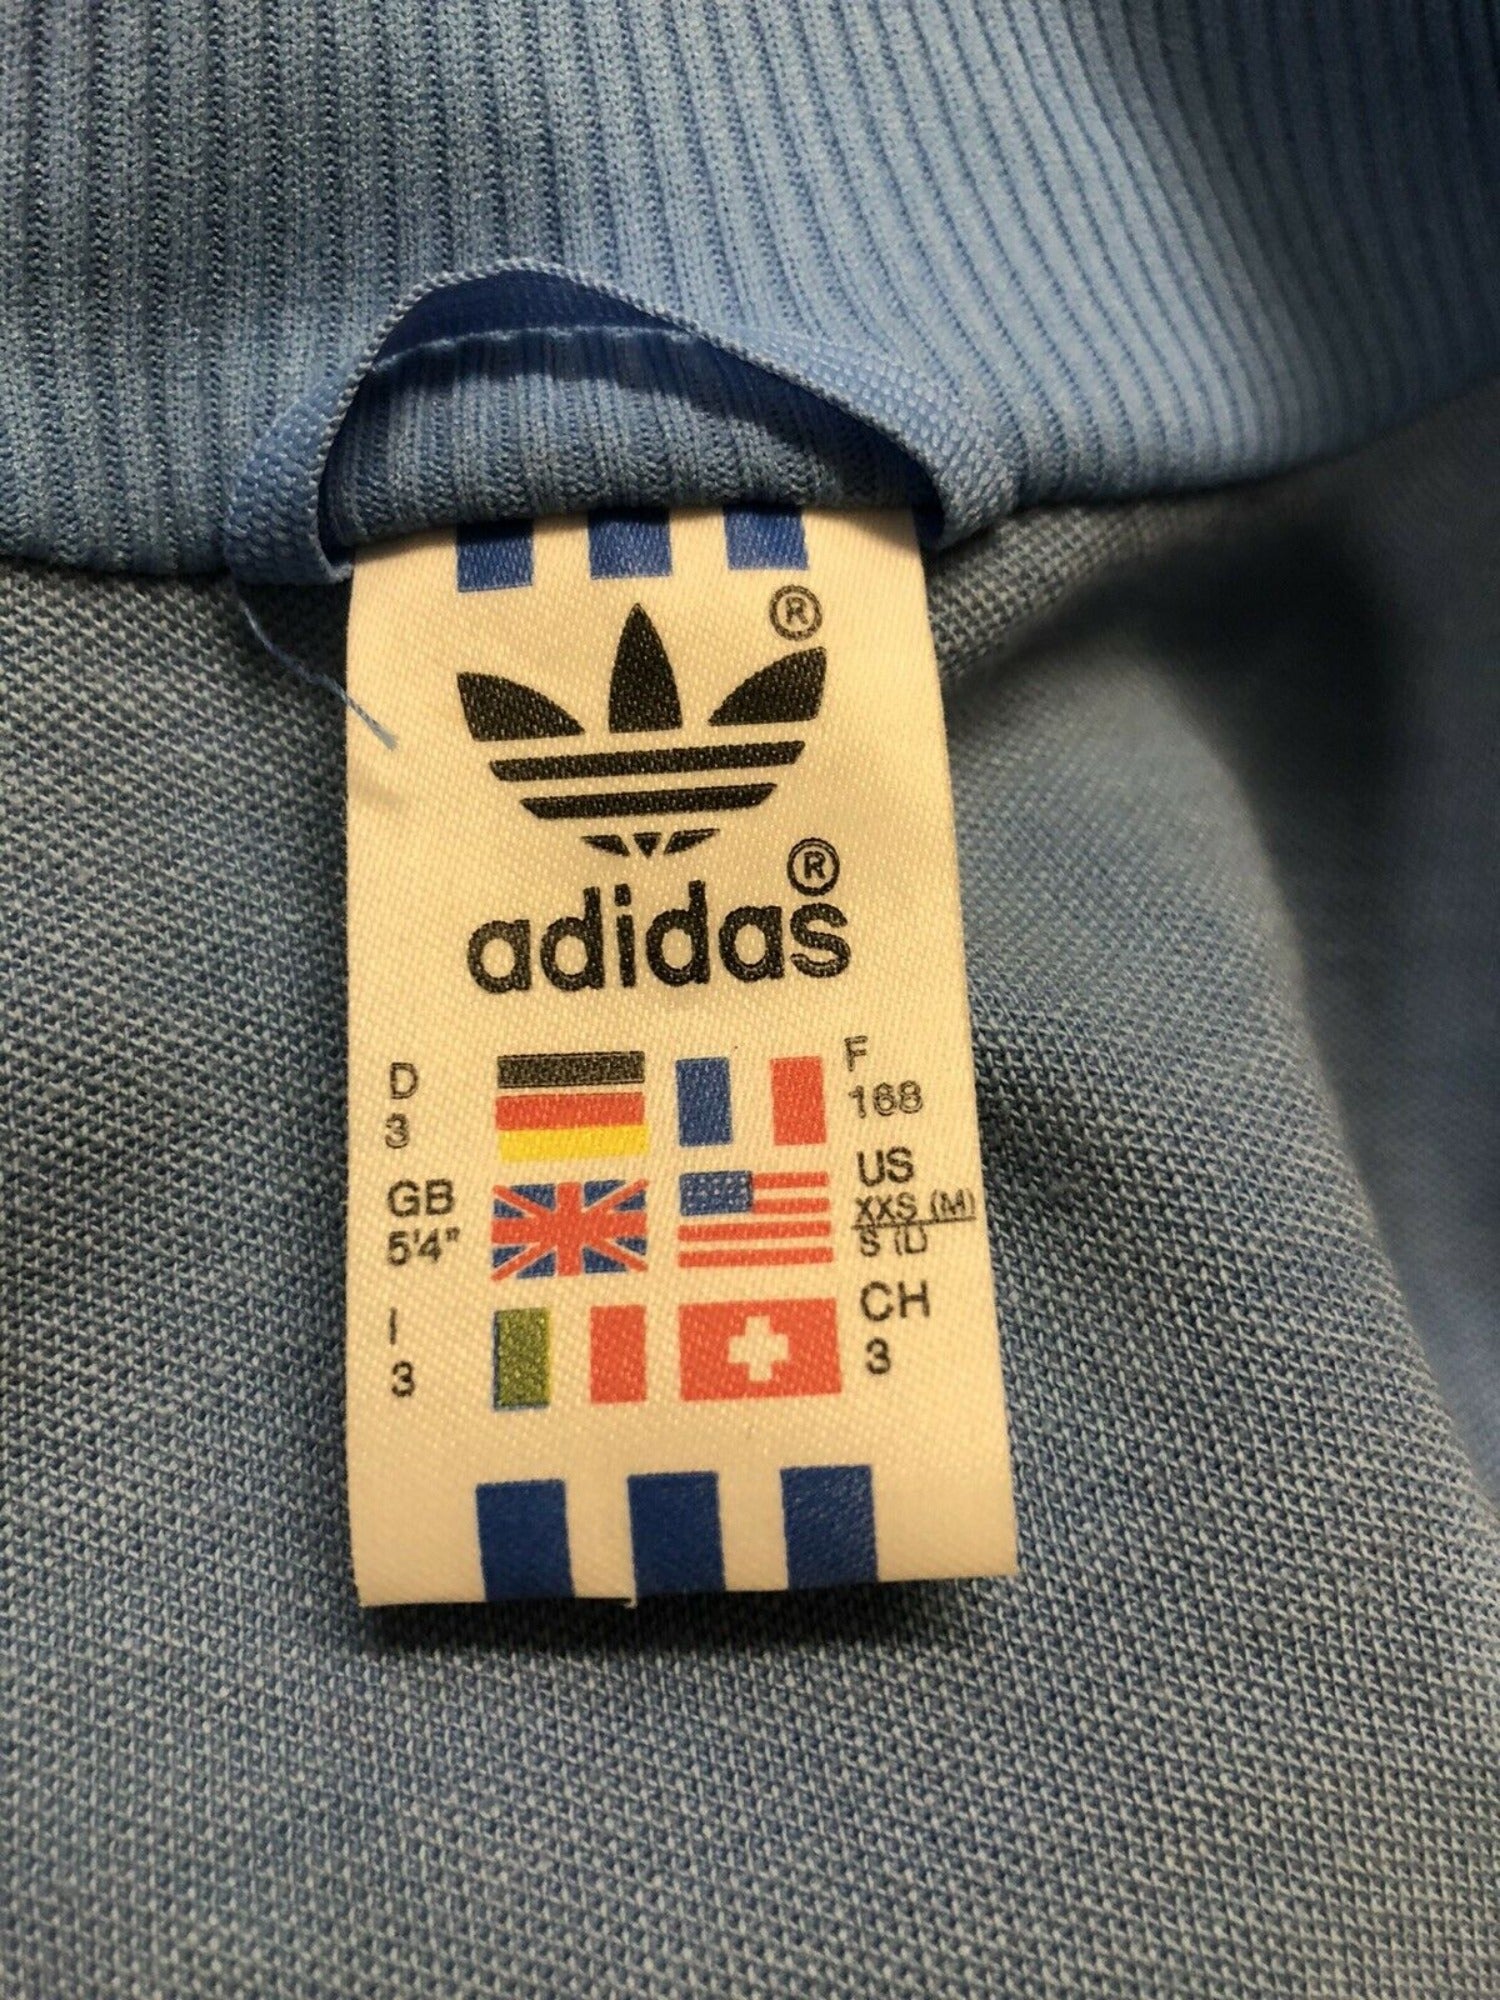 ®
adidas®
D
3
F
168
GB
5'4"
US
XXS (M)
S (L)
I
3
CH
3